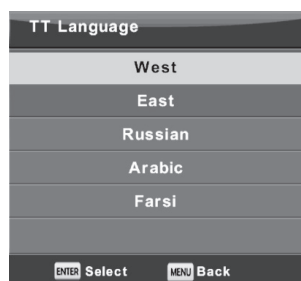 TT Language
West
East
Russian
Arabic
Farsi
ENTER Select MENU Back